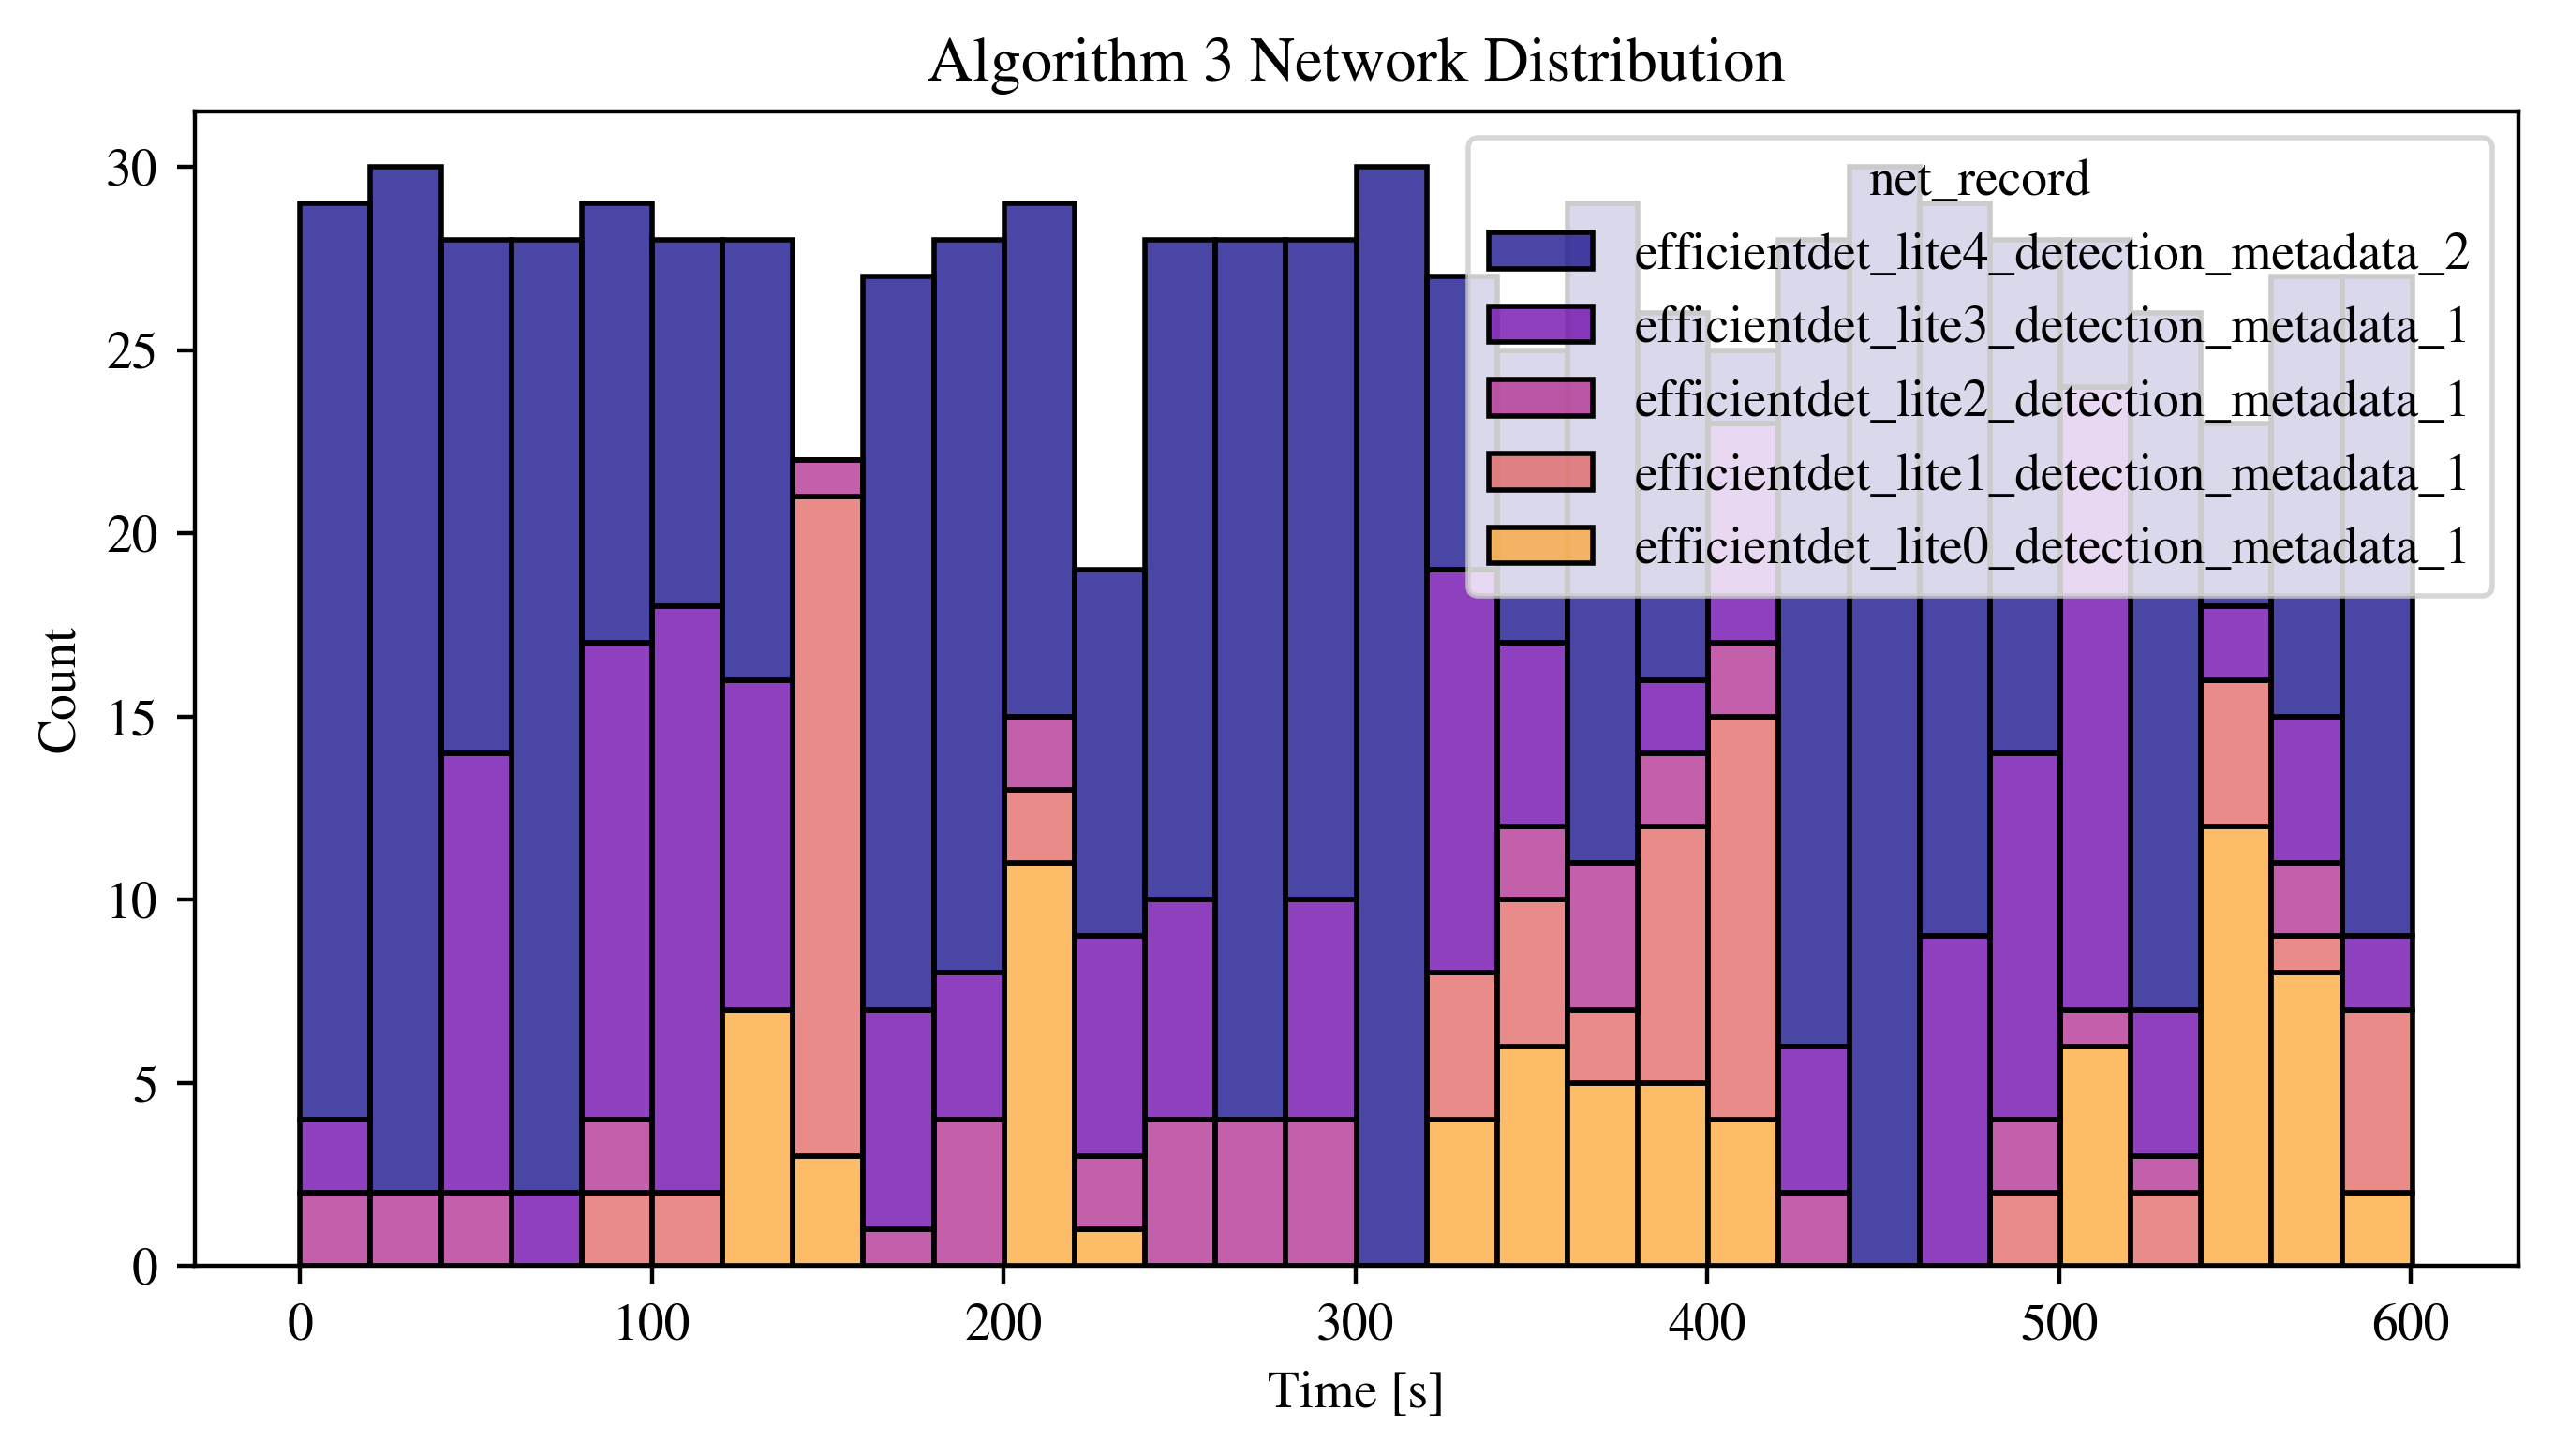 Algorithm 3 Network Distribution
net_record
efficientdet_lite4_detection_metadata_2
efficientdet_lite3_detection_metadata_1
efficientdet_lite2_detection_metadata_1
efficientdet_lite1_detection_metadata_1
efficientdet_lite0_detection_metadata_1
Count
30
25
20
15
10
5
0
0 100 200 300 400 500 600
Time [s]